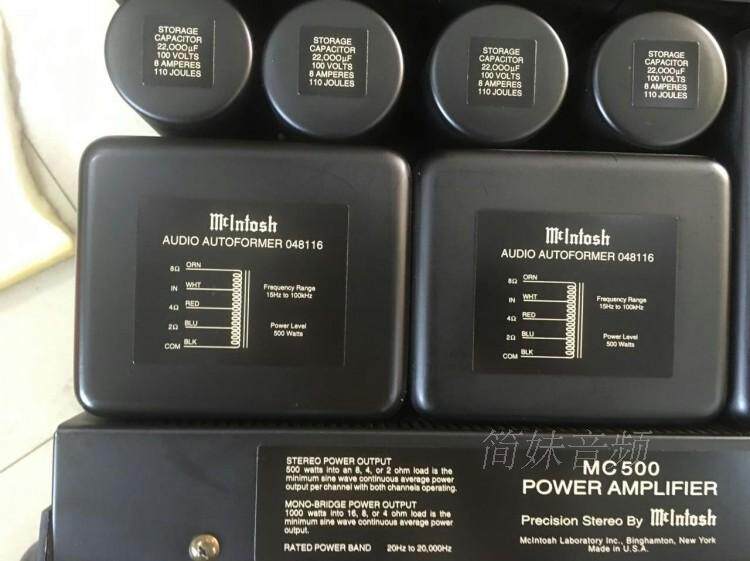 STORAGE
CAPACITOR
22,000µF
100 VOLTS
8 AMPERES
110 JOULES
STORAGE
CAPACITOR
22,000µF
100 VOLTS
8 AMPERES
110 JOULES
STORAGE
CAPACITOR
22,000µF
100 VOLTS
8 AMPERES
110 JOULES
STORAGE
CAPACITOR
22,000µF
100 VOLTS
8 AMPERES
110 JOULES
McIntosh
AUDIO AUTOFORMER 048116
8Ω ORN
IN WHT
4Ω RED
2Ω BLU
COM BLK
Frequency Range
15Hz to 100kHz
Power Level
500 Watts
McIntosh
AUDIO AUTOFORMER 048116
8Ω ORN
IN WHT
4Ω RED
2Ω BLU
COM BLK
Frequency Range
15Hz to 100kHz
Power Level
500 Watts
简妹音频
STEREO POWER OUTPUT
500 watts into an 8, 4, or 2 ohm load is the
minimum sine wave continuous average power
output per channel with both channels operating.
MONO-BRIDGE POWER OUTPUT
1000 watts into 16, 8, or 4 ohm load is the
minimum sine wave continuous average power
output.
RATED POWER BAND 20Hz to 20,000Hz
MC500
POWER AMPLIFIER
Precision Stereo By McIntosh
McIntosh Laboratory Inc., Binghamton, New York
Made in U.S.A.